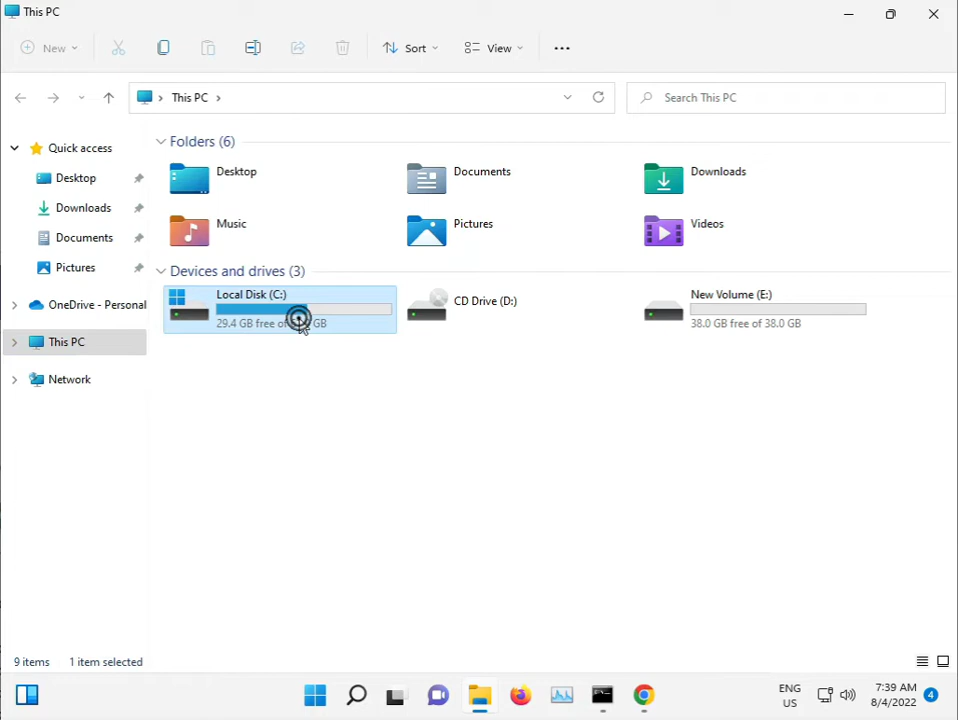 This PC
New
Sort
View
This PC
Search This PC
Quick access
Desktop
Downloads
Documents
Pictures
OneDrive - Personal
This PC
Network
Folders (6)
Desktop
Documents
Downloads
Music
Pictures
Videos
Devices and drives (3)
Local Disk (C:)
29.4 GB free of GB
CD Drive (D:)
New Volume (E:)
38.0 GB free of 38.0 GB
9 items
1 item selected
ENG
US
7:39 AM
8/4/2022
4